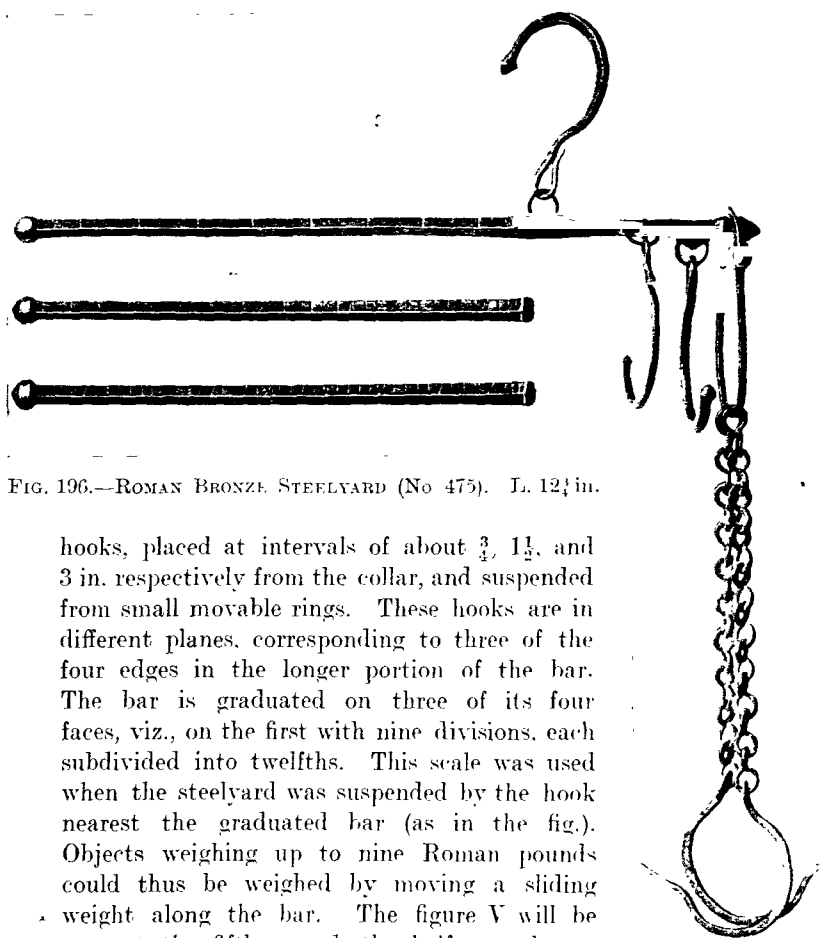 FIG. 196.—ROMAN BRONZE STEELYARD (No 475). L. 12¼ in.
hooks, placed at intervals of about ¾, 1½, and
3 in. respectively from the collar, and suspended
from small movable rings. These hooks are in
different planes, corresponding to three of the
four edges in the longer portion of the bar.
The bar is graduated on three of its four
faces, viz., on the first with nine divisions, each
subdivided into twelfths. This scale was used
when the steelyard was suspended by the hook
nearest the graduated bar (as in the fig.).
Objects weighing up to nine Roman pounds
could thus be weighed by moving a sliding
weight along the bar. The figure V will be